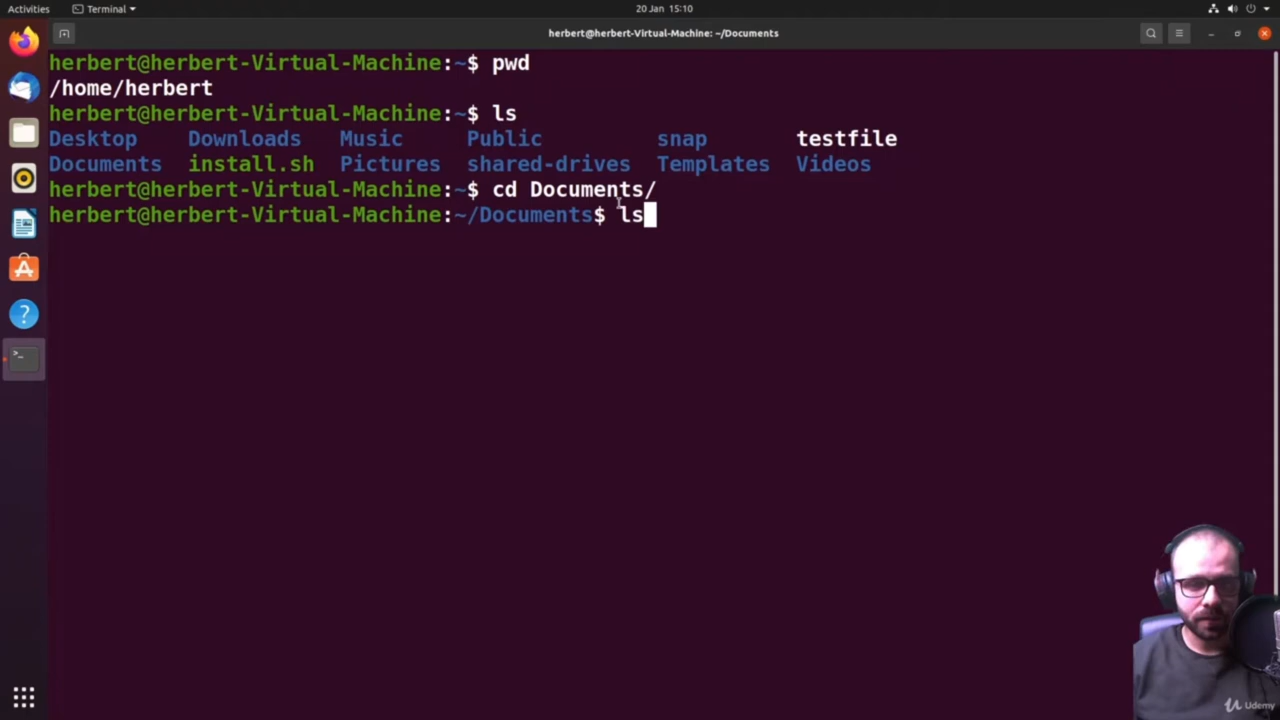 Activities
Terminal
20 Jan 15:10
herbert@herbert-Virtual-Machine: ~/Documents
herbert@herbert-Virtual-Machine:~$ pwd
/home/herbert
herbert@herbert-Virtual-Machine:~$ ls
Desktop Downloads Music Public snap testfile
Documents install.sh Pictures shared-drives Templates Videos
herbert@herbert-Virtual-Machine:~$ cd Documents/
herbert@herbert-Virtual-Machine:~/Documents$ ls
Udemy